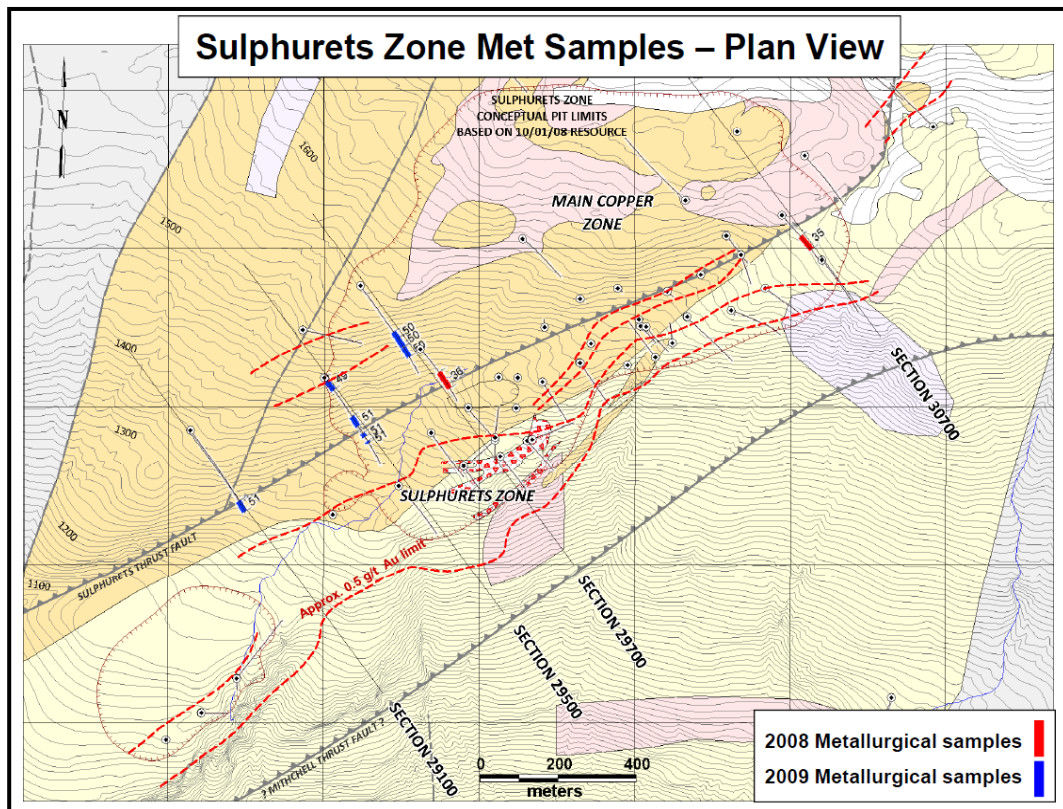 Sulphurets Zone Met Samples – Plan View
N
SULPHURETS ZONE
CONCEPTUAL PIT LIMITS
BASED ON 10/01/08 RESOURCE
1600
MAIN COPPER
ZONE
1500
35
50
50
1400
36
49
SECTION 30700
51
51
1300
SULPHURETS ZONE
51
1200
1100
SULPHURETS THRUST FAULT
Approx. 0.5 g/t Au limit
SECTION 29700
SECTION 29500
SECTION 29100
? MITHCHELL THRUST FAULT ?
0 200 400
meters
2008 Metallurgical samples
2009 Metallurgical samples